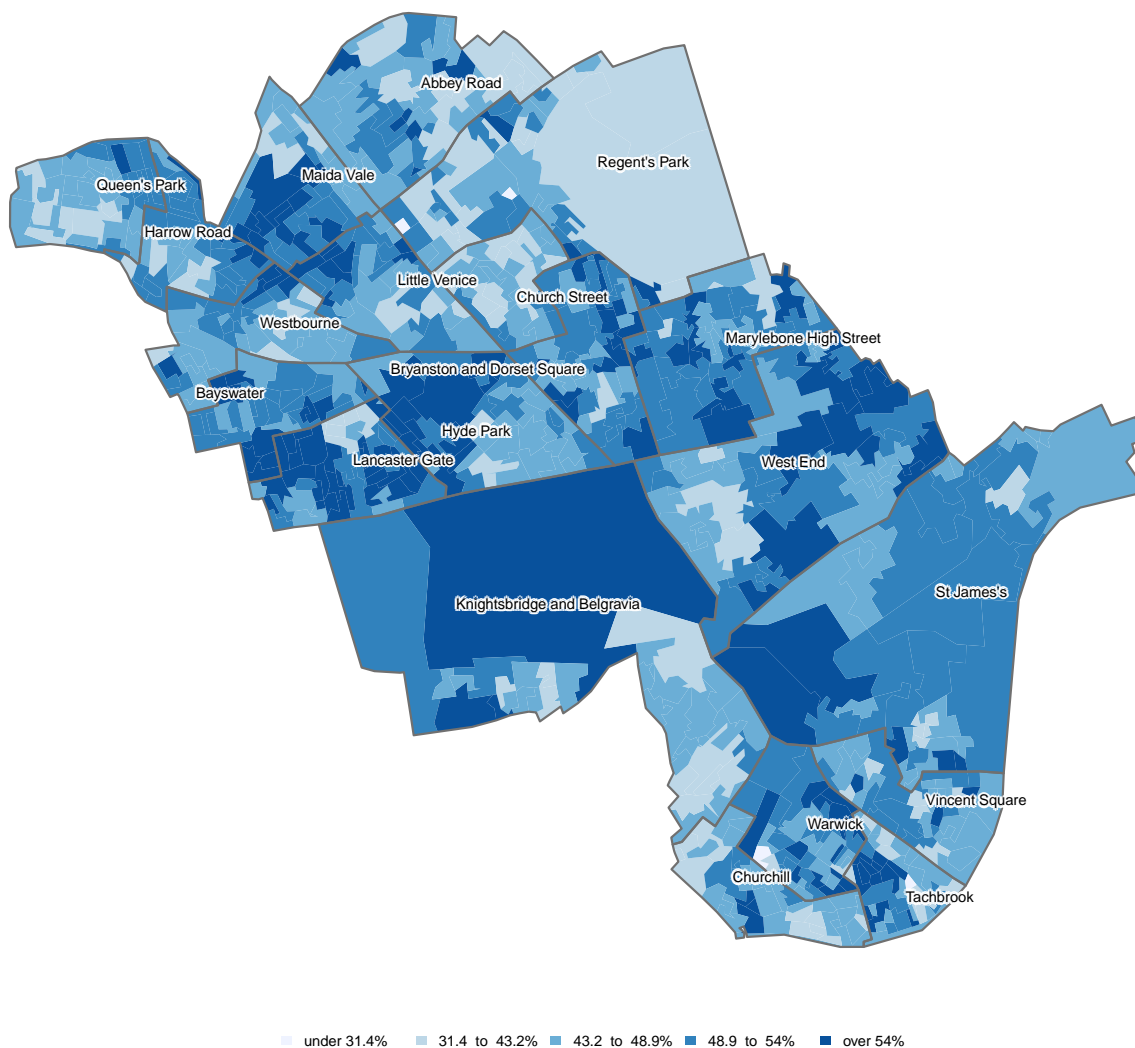 Abbey Road
Regent's Park
Maida Vale
Queen's Park
Harrow Road
Little Venice
Church Street
Westbourne
Marylebone High Street
Bryanston and Dorset Square
Bayswater
Hyde Park
Lancaster Gate
West End
St James's
Knightsbridge and Belgravia
Vincent Square
Warwick
Churchill
Tachbrook
under 31.4% 31.4 to 43.2% 43.2 to 48.9% 48.9 to 54% over 54%